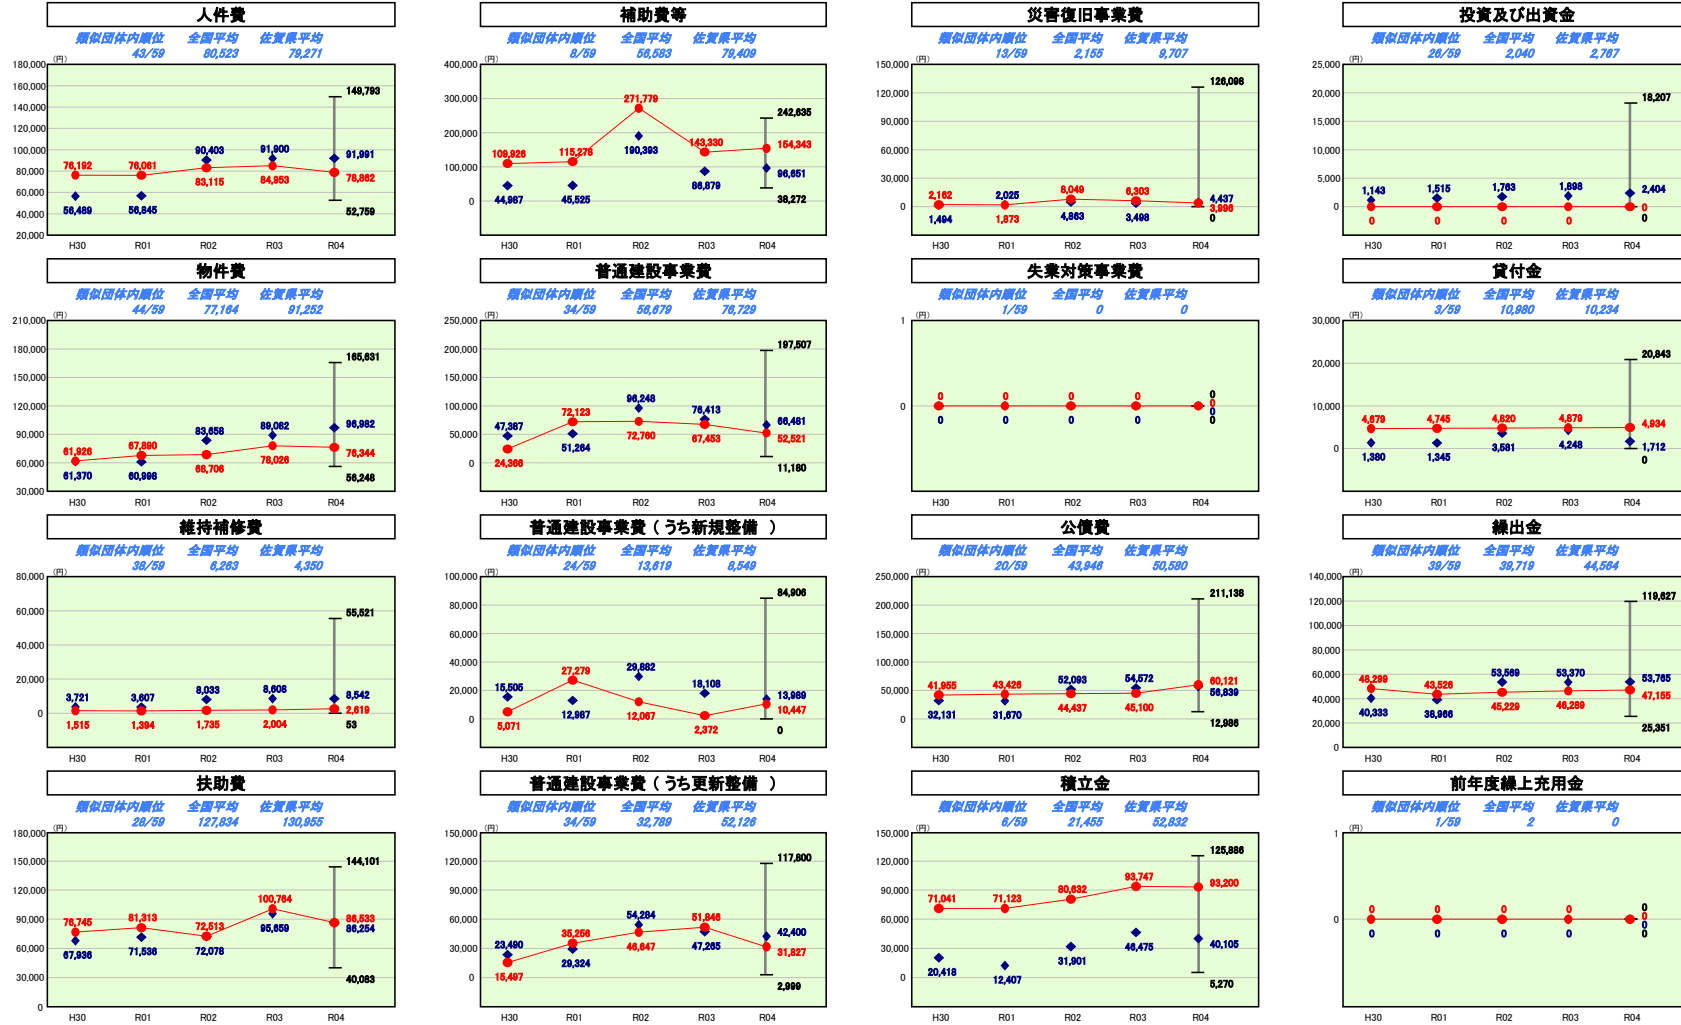 人件費
類似団体内順位 全国平均 佐賀県平均
43/59 80,523 79,271
(円)
180,000
160,000
140,000
120,000
100,000
80,000
60,000
40,000
20,000
149,793
76,192 76,061 90,403 91,900 91,991
56,489 56,845 83,115 84,953 78,862
52,759
H30 R01 R02 R03 R04
補助費等
類似団体内順位 全国平均 佐賀県平均
8/59 56,583 79,409
(円)
400,000
300,000
200,000
100,000
0
271,779
242,635
109,926 115,278 190,393 143,330 154,343
44,987 45,525 86,879 96,651
38,272
H30 R01 R02 R03 R04
災害復旧事業費
類似団体内順位 全国平均 佐賀県平均
13/59 2,155 9,707
(円)
150,000
120,000
90,000
60,000
30,000
0
126,098
2,162 2,025 8,049 6,303 4,437
1,494 1,873 4,863 3,498 3,996
0
H30 R01 R02 R03 R04
投資及び出資金
類似団体内順位 全国平均 佐賀県平均
26/59 2,040 2,767
(円)
25,000
20,000
15,000
10,000
5,000
0
18,207
1,143 1,515 1,763 1,898 2,404
0 0 0 0 0
0
H30 R01 R02 R03 R04
物件費
類似団体内順位 全国平均 佐賀県平均
44/59 77,164 91,252
(円)
210,000
180,000
150,000
120,000
90,000
60,000
30,000
165,631
61,926 67,890 83,658 89,082 96,982
61,370 60,998 68,706 78,026 76,344
56,248
H30 R01 R02 R03 R04
普通建設事業費
類似団体内順位 全国平均 佐賀県平均
34/59 56,679 76,729
(円)
250,000
200,000
150,000
100,000
50,000
0
197,507
47,387 72,123 96,248 76,413 66,481
24,366 51,264 72,760 67,453 52,521
11,180
H30 R01 R02 R03 R04
失業対策事業費
類似団体内順位 全国平均 佐賀県平均
1/59 0 0
(円)
1
0
0
0 0 0 0 0
0 0 0 0 0
0
H30 R01 R02 R03 R04
貸付金
類似団体内順位 全国平均 佐賀県平均
3/59 10,980 10,234
(円)
30,000
20,000
10,000
0
20,843
4,679 4,745 4,820 4,879 4,934
1,380 1,345 3,581 4,248 1,712
0
H30 R01 R02 R03 R04
維持補修費
類似団体内順位 全国平均 佐賀県平均
38/59 6,263 4,350
(円)
80,000
60,000
40,000
20,000
0
55,521
3,721 3,607 8,033 8,608 8,542
1,515 1,394 1,735 2,004 2,619
53
H30 R01 R02 R03 R04
普通建設事業費 ( うち新規整備 )
類似団体内順位 全国平均 佐賀県平均
24/59 13,619 8,549
(円)
100,000
80,000
60,000
40,000
20,000
0
84,906
15,505 27,279 29,882 18,108 13,989
5,071 12,987 12,067 2,372 10,447
0
H30 R01 R02 R03 R04
公債費
類似団体内順位 全国平均 佐賀県平均
20/59 43,946 50,580
(円)
250,000
200,000
150,000
100,000
50,000
0
211,138
41,955 43,426 52,093 54,572 60,121
32,131 31,670 44,437 45,100 56,839
12,986
H30 R01 R02 R03 R04
繰出金
類似団体内順位 全国平均 佐賀県平均
39/59 39,719 44,564
(円)
140,000
120,000
100,000
80,000
60,000
40,000
20,000
0
119,627
48,299 43,526 53,569 53,370 53,765
40,333 38,966 45,229 46,289 47,155
25,351
H30 R01 R02 R03 R04
扶助費
類似団体内順位 全国平均 佐賀県平均
28/59 127,834 130,955
(円)
180,000
150,000
120,000
90,000
60,000
30,000
0
144,101
76,745 81,313 72,513 100,764 86,533
67,936 71,536 72,078 95,659 86,254
40,083
H30 R01 R02 R03 R04
普通建設事業費 ( うち更新整備 )
類似団体内順位 全国平均 佐賀県平均
34/59 32,789 52,126
(円)
150,000
120,000
90,000
60,000
30,000
0
117,800
23,490 35,256 54,284 51,846 42,400
15,497 29,324 46,647 47,265 31,827
2,999
H30 R01 R02 R03 R04
積立金
類似団体内順位 全国平均 佐賀県平均
6/59 21,455 52,832
(円)
150,000
120,000
90,000
60,000
30,000
0
125,886
71,041 71,123 80,632 93,747 93,200
20,418 12,407 31,901 46,475 40,105
5,270
H30 R01 R02 R03 R04
前年度繰上充用金
類似団体内順位 全国平均 佐賀県平均
1/59 2 0
(円)
1
0
0
0 0 0 0 0
0 0 0 0 0
0
H30 R01 R02 R03 R04